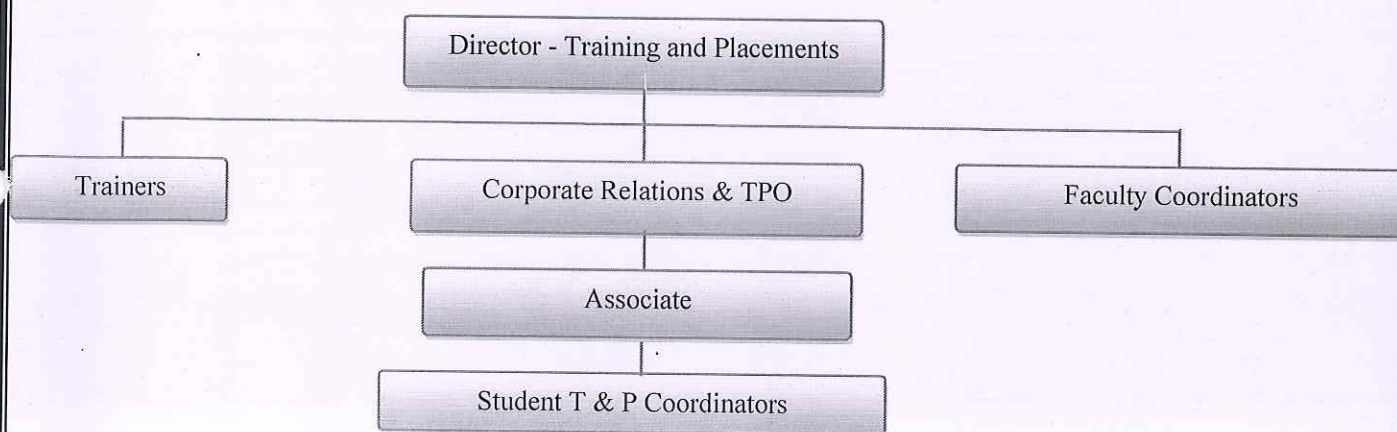 Director - Training and Placements
Trainers
Corporate Relations & TPO
Faculty Coordinators
Associate
Student T & P Coordinators